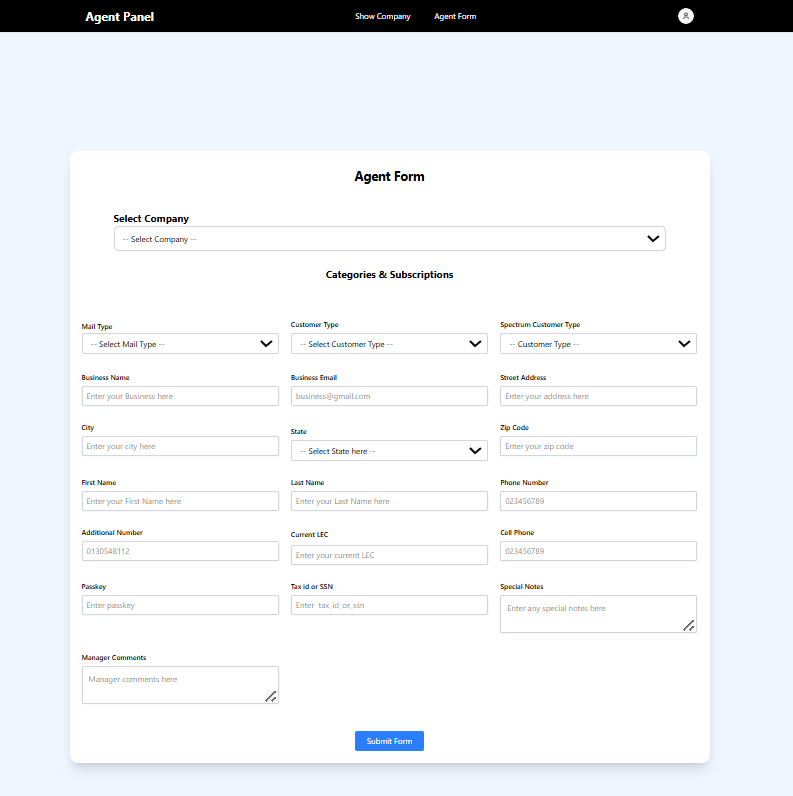 Agent Panel
Show Company
Agent Form
Agent Form
Select Company
-- Select Company --
Categories & Subscriptions
Mail Type
Customer Type
Spectrum Customer Type
-- Select Mail Type --
-- Select Customer Type --
-- Customer Type --
Business Name
Business Email
Street Address
Enter your Business here
business@gmail.com
Enter your address here
City
State
Zip Code
Enter your city here
-- Select State here --
Enter your zip code
First Name
Last Name
Phone Number
Enter your First Name here
Enter your Last Name here
023456789
Additional Number
Current LEC
Cell Phone
0130548112
Enter your current LEC
023456789
Passkey
Tax id or SSN
Special Notes
Enter passkey
Enter tax_id_or_ssn
Enter any special notes here
Manager Comments
Manager comments here
Submit Form